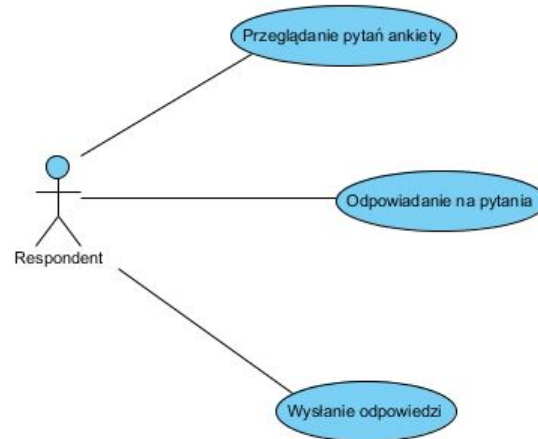 Przeglądanie pytań ankiety
Odpowiadanie na pytania
Respondent
Wysłanie odpowiedzi